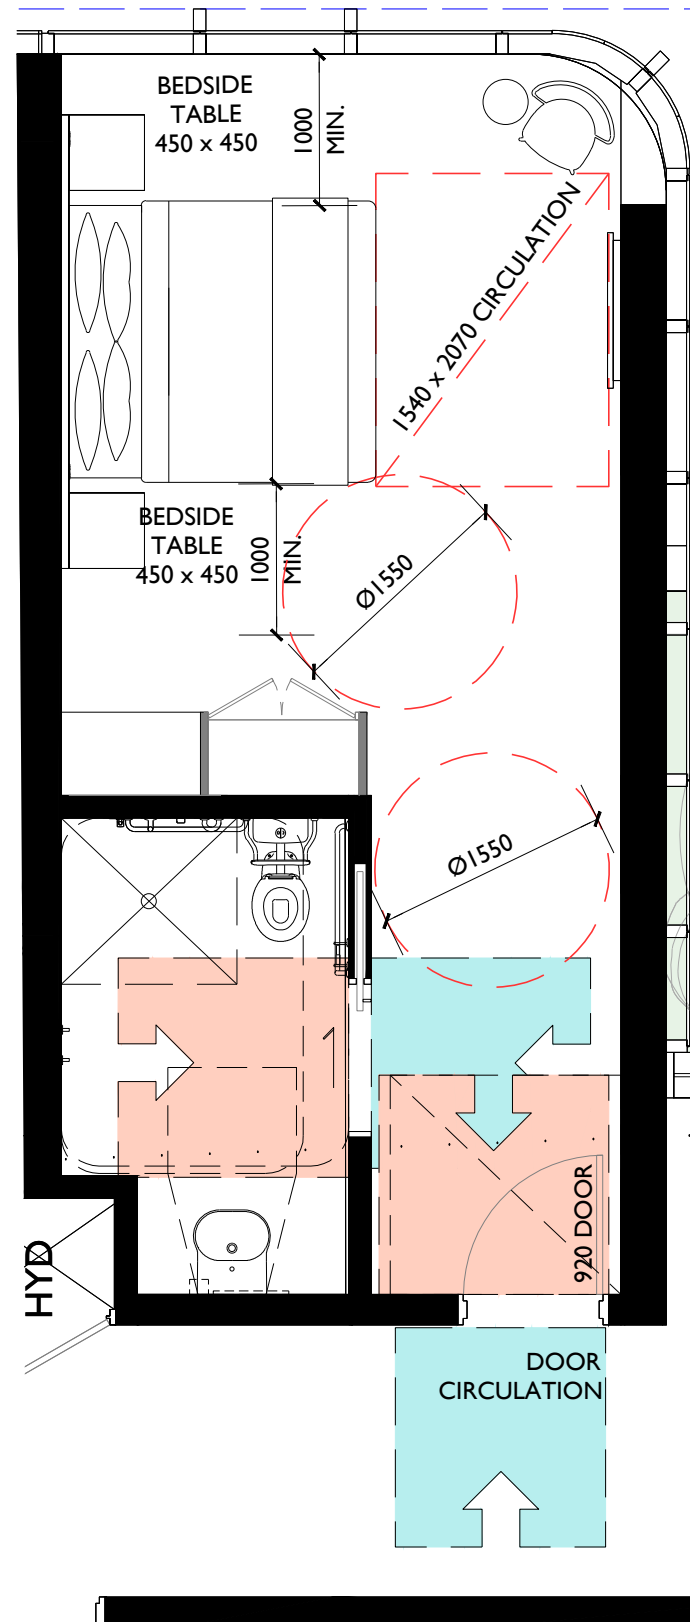 BEDSIDE
TABLE
450 x 450
1000
MIN.
1540 x 2070 CIRCULATION
BEDSIDE
TABLE
450 x 450
1000
MIN.
Ø1550
Ø1550
920 DOOR
HYD
DOOR
CIRCULATION